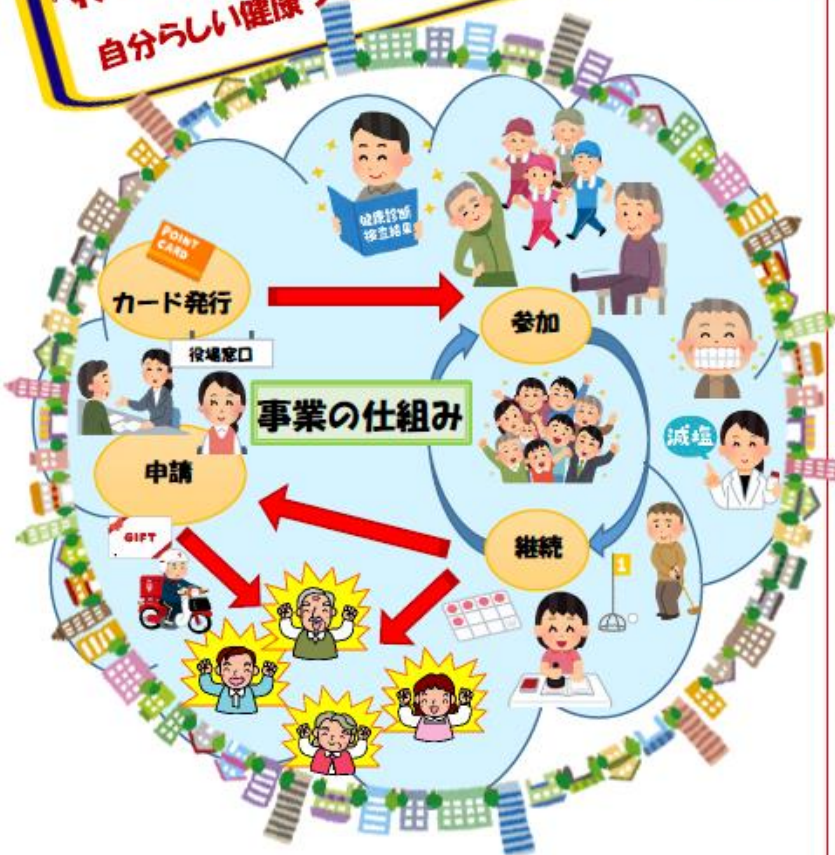 自分らしい健康
健康診断
検査結果
POINT
CARD
カード発行
参加
役場窓口
事業の仕組み
減塩
申請
GIFT
継続
1